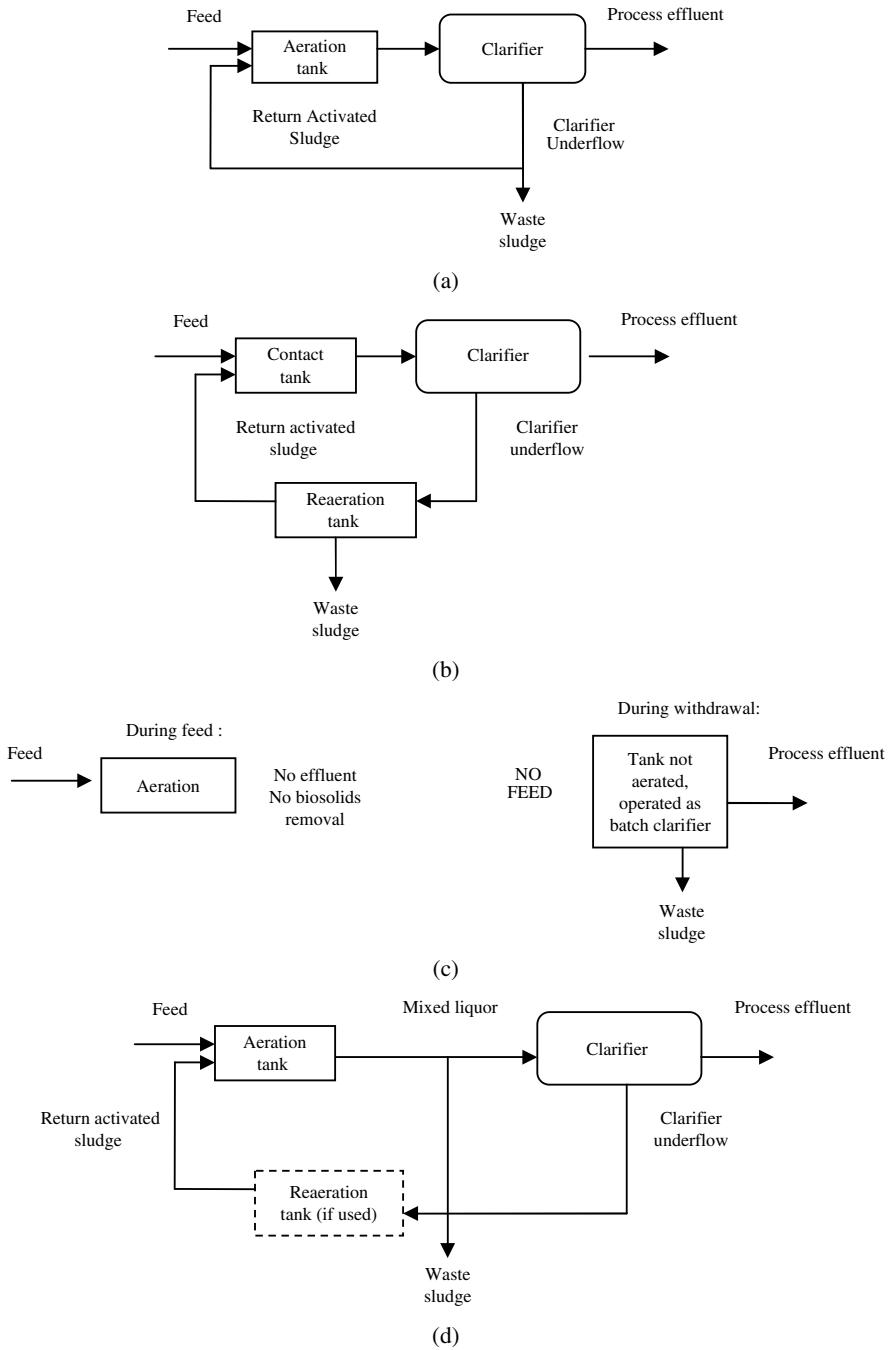 Feed
Process effluent
Aeration
tank
Clarifier
Return Activated
Sludge
Clarifier
Underflow
Waste
sludge
(a)
Feed
Process effluent
Contact
tank
Clarifier
Return activated
sludge
Clarifier
underflow
Reaeration
tank
Waste
sludge
(b)
During feed :
During withdrawal:
Feed
Aeration
No effluent
No biosolids
removal
NO
FEED
Tank not
aerated,
operated as
batch clarifier
Process effluent
Waste
sludge
(c)
Feed
Mixed liquor
Process effluent
Aeration
tank
Clarifier
Return activated
sludge
Clarifier
underflow
Reaeration
tank (if used)
Waste
sludge
(d)